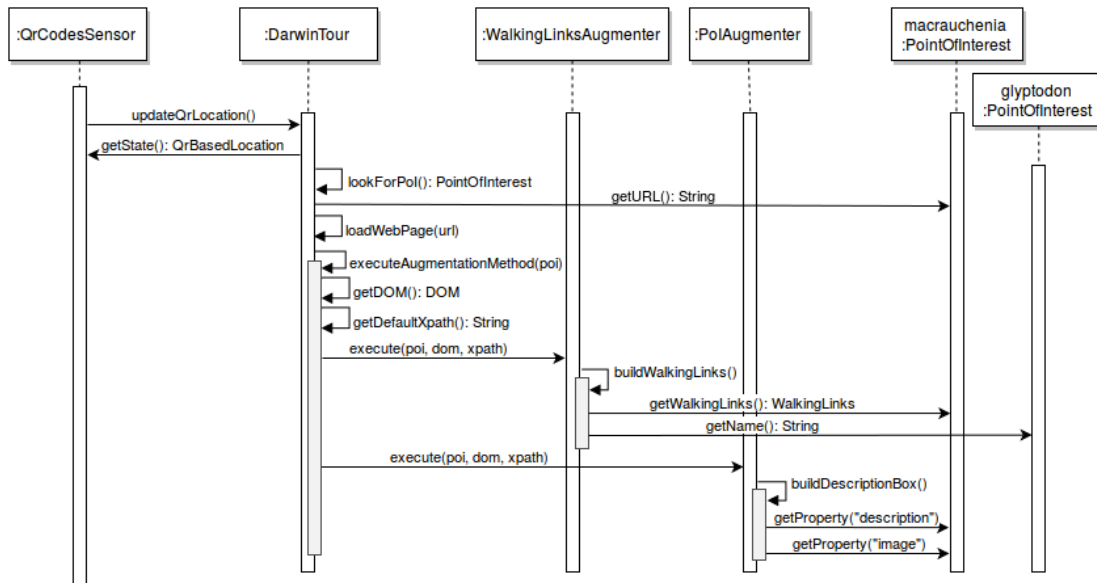 :QrCodesSensor
:DarwinTour
:WalkingLinksAugmenter
:PoIAugmenter
macrauchenia
:PointOfInterest
glyptodon
:PointOfInterest
updateQrLocation()
getState(): QrBasedLocation
lookForPoI(): PointOfInterest
getURL(): String
loadWebPage(url)
executeAugmentationMethod(poi)
getDOM(): DOM
getDefaultXpath(): String
execute(poi, dom, xpath)
buildWalkingLinks()
getWalkingLinks(): WalkingLinks
getName(): String
execute(poi, dom, xpath)
buildDescriptionBox()
getProperty("description")
getProperty("image")